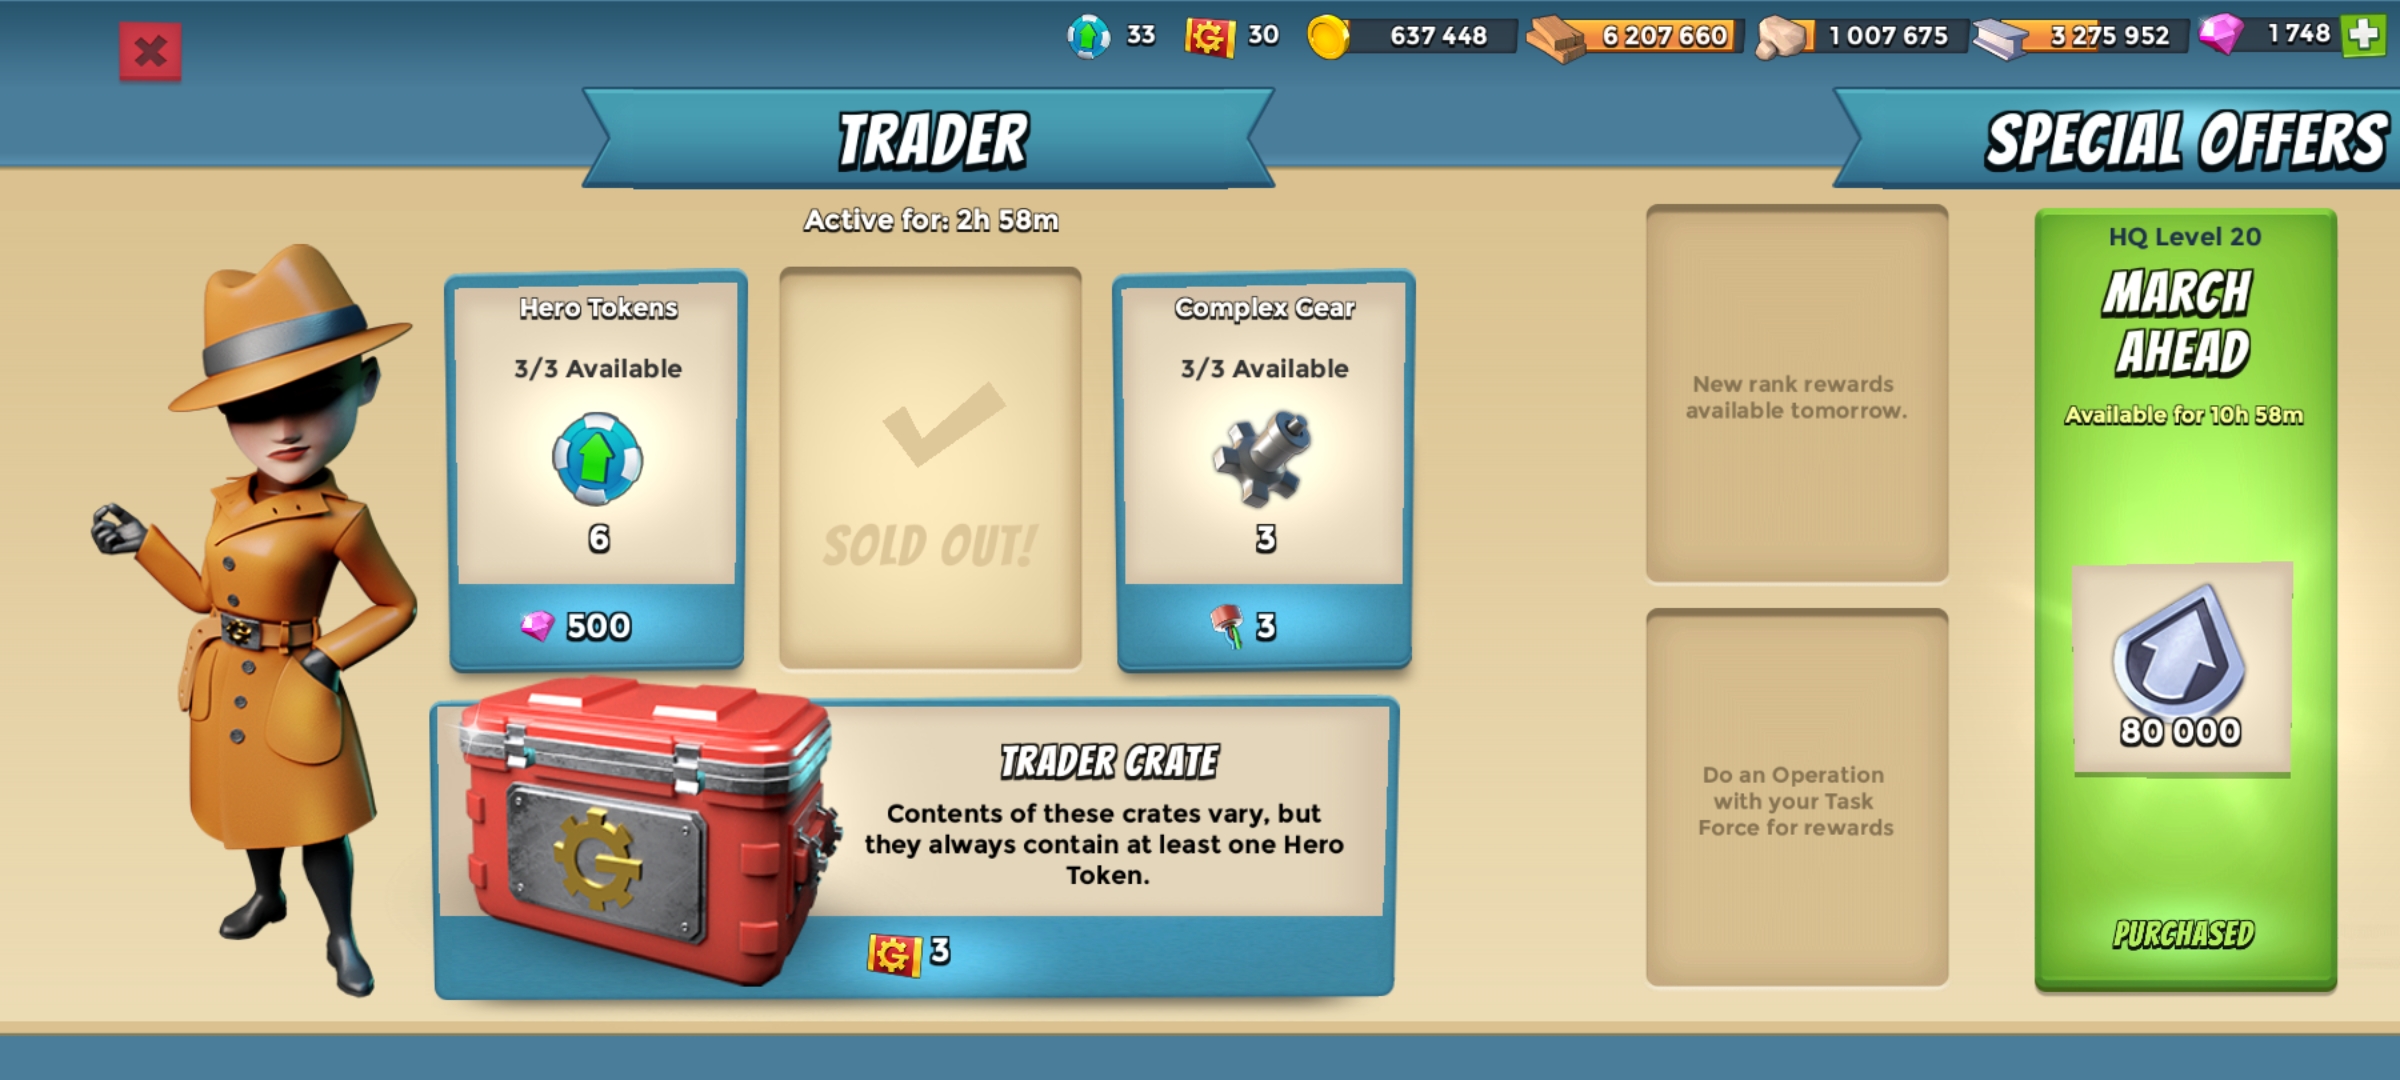 33
30
637 448
6 207 660
1 007 675
3 275 952
1 748
TRADER
SPECIAL OFFERS
Active for: 2h 58m
Hero Tokens
3/3 Available
6
500
SOLD OUT!
Complex Gear
3/3 Available
3
3
TRADER CRATE
Contents of these crates vary, but
they always contain at least one Hero
Token.
3
New rank rewards
available tomorrow.
Do an Operation
with your Task
Force for rewards
HQ Level 20
MARCH
AHEAD
Available for 10h 58m
80 000
PURCHASED